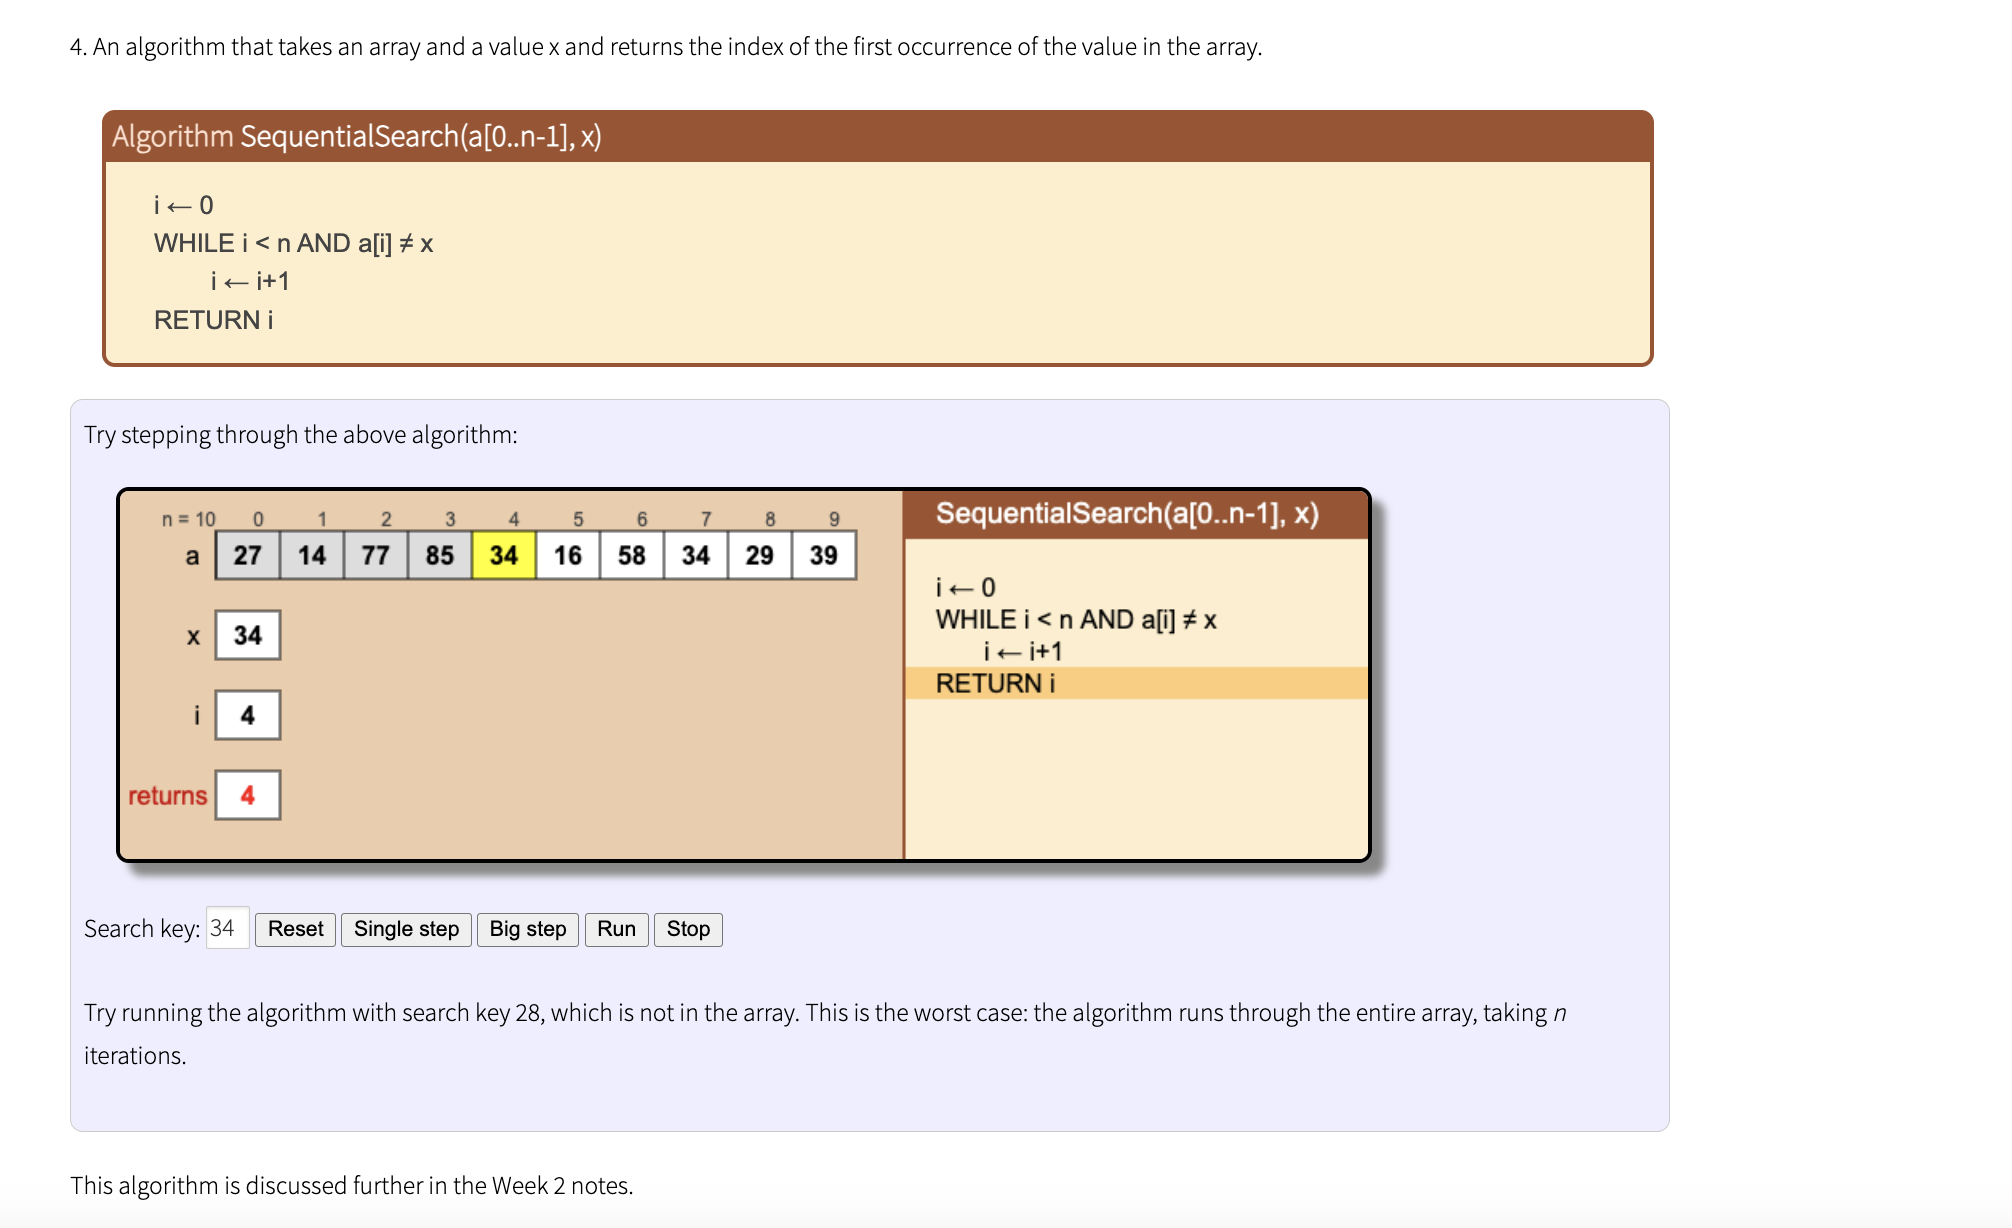 4. An algorithm that takes an array and a value x and returns the index of the first occurrence of the value in the array.
Algorithm SequentialSearch(a[0..n-1], x)
i ← 0
WHILE i < n AND a[i] ≠ x
i ← i+1
RETURN i
Try stepping through the above algorithm:
n = 10 0 1 2 3 4 5 6 7 8 9
a 27 14 77 85 34 16 58 34 29 39
x 34
i 4
returns 4
SequentialSearch(a[0..n-1], x)
i ← 0
WHILE i < n AND a[i] ≠ x
i ← i+1
RETURN i
Search key: 34 Reset Single step Big step Run Stop
Try running the algorithm with search key 28, which is not in the array. This is the worst case: the algorithm runs through the entire array, taking n
iterations.
This algorithm is discussed further in the Week 2 notes.